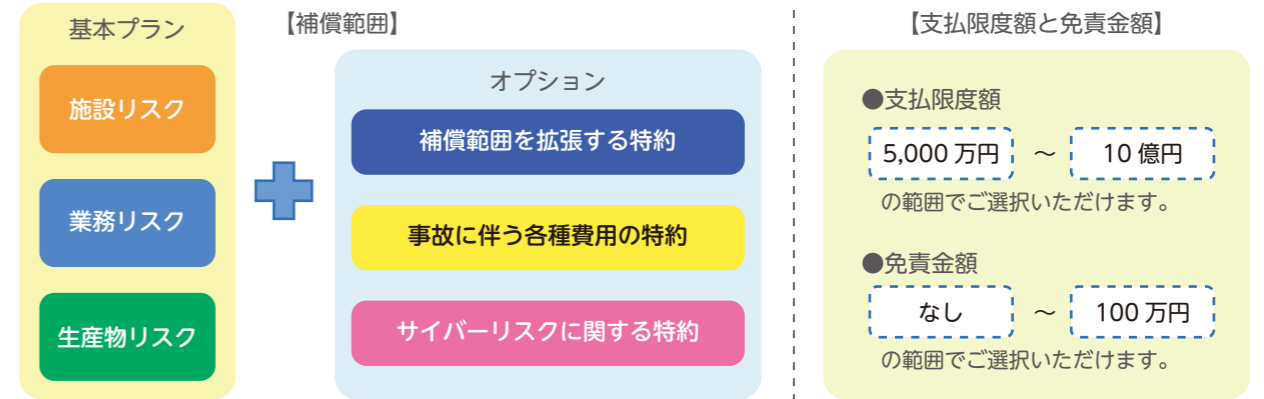 【補償範囲】
基本プラン
施設リスク
業務リスク
生産物リスク
オプション
補償範囲を拡張する特約
事故に伴う各種費用の特約
サイバーリスクに関する特約
【支払限度額と免責金額】
●支払限度額
5,000 万円 ～ 10 億円
の範囲でご選択いただけます。
●免責金額
なし ～ 100 万円
の範囲でご選択いただけます。